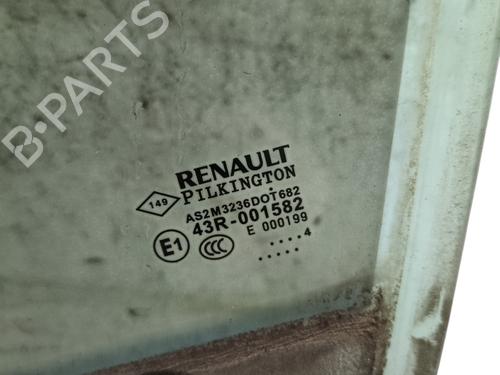 B·PARTS
RENAULT
PILKINGTON
149
AS2M3236DOT682
43R-001582
E1
CCC
E 000199
.... 4
.....